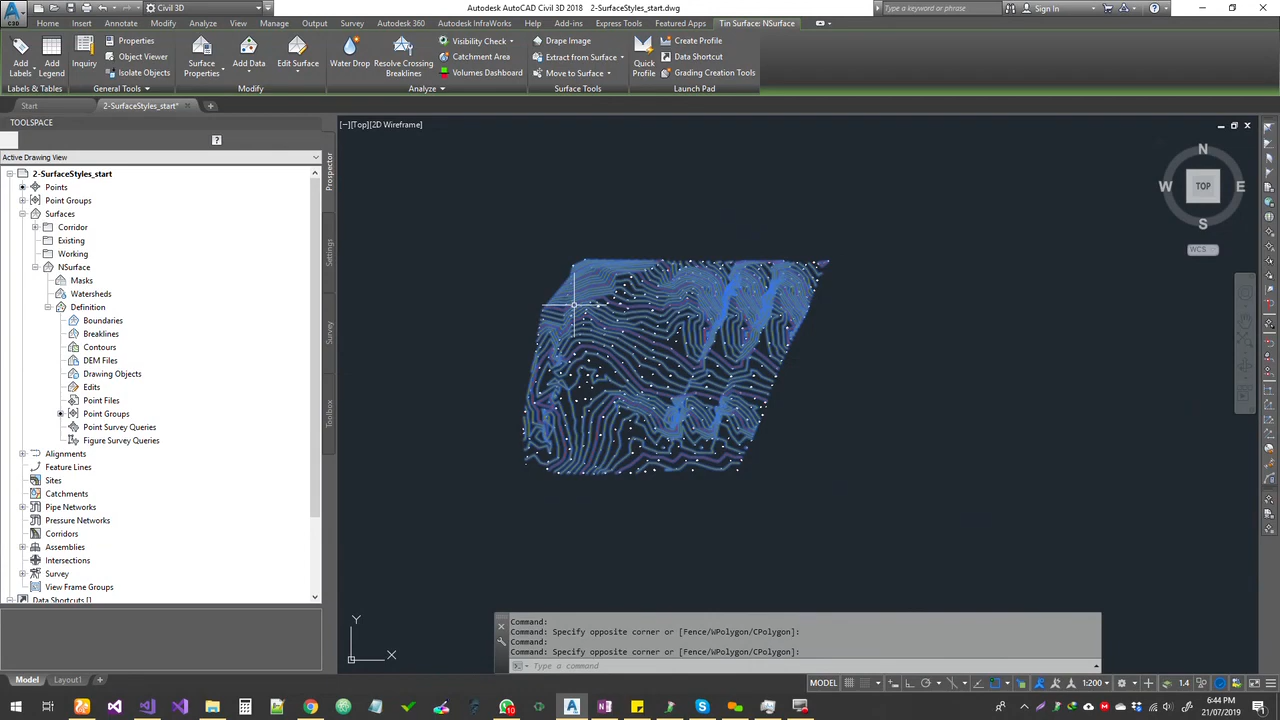 Civil 3D
Autodesk AutoCAD Civil 3D 2018   2-SurfaceStyles_start.dwg
Type a keyword or phrase
Sign In
Home Insert Annotate Modify Analyze View Manage Output Survey Autodesk 360 Autodesk InfraWorks Help Add-ins Express Tools Featured Apps Tin Surface: NSurface
C3D
Add Labels
Add Legend
Labels & Tables
Inquiry
Properties
Object Viewer
Isolate Objects
General Tools
Surface Properties
Add Data
Edit Surface
Modify
Water Drop
Resolve Crossing Breaklines
Visibility Check
Catchment Area
Volumes Dashboard
Analyze
Drape Image
Extract from Surface
Move to Surface
Surface Tools
Quick Profile
Create Profile
Data Shortcut
Grading Creation Tools
Launch Pad
Start
2-SurfaceStyles_start*
TOOLSPACE
?
Active Drawing View
2-SurfaceStyles_start
Points
Point Groups
Surfaces
Corridor
Existing
Working
NSurface
Masks
Watersheds
Definition
Boundaries
Breaklines
Contours
DEM Files
Drawing Objects
Edits
Point Files
Point Groups
Point Survey Queries
Figure Survey Queries
Alignments
Feature Lines
Sites
Catchments
Pipe Networks
Pressure Networks
Corridors
Assemblies
Intersections
Survey
View Frame Groups
Data Shortcuts []
Prospector
Settings
Survey
Toolbox
[−][Top][2D Wireframe]
N
W TOP E
S
WCS
Y
X
Command:
Command: Specify opposite corner or [Fence/WPolygon/CPolygon]:
Command:
Command: Specify opposite corner or [Fence/WPolygon/CPolygon]:
Type a command
Model Layout1 +
MODEL
1:200
1.4
10
6:44 PM
21/07/2019